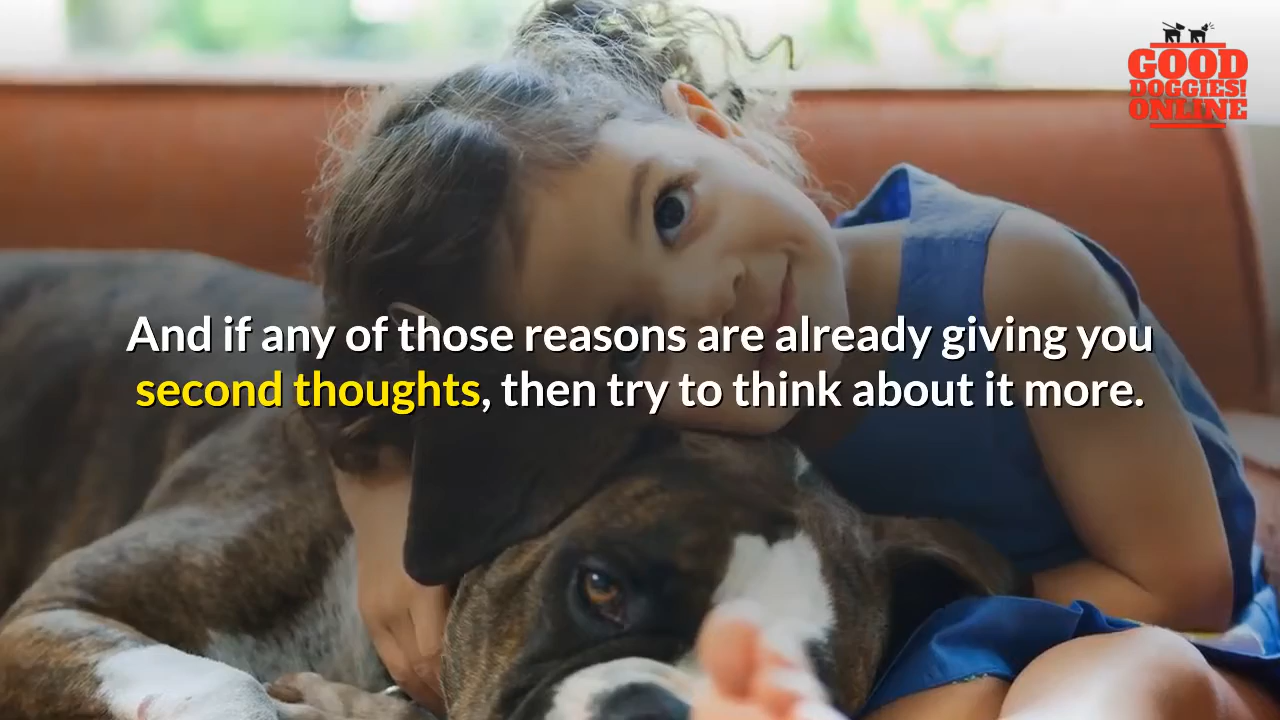 GOOD
DOGGIES!
ONLINE
And if any of those reasons are already giving you
second thoughts, then try to think about it more.